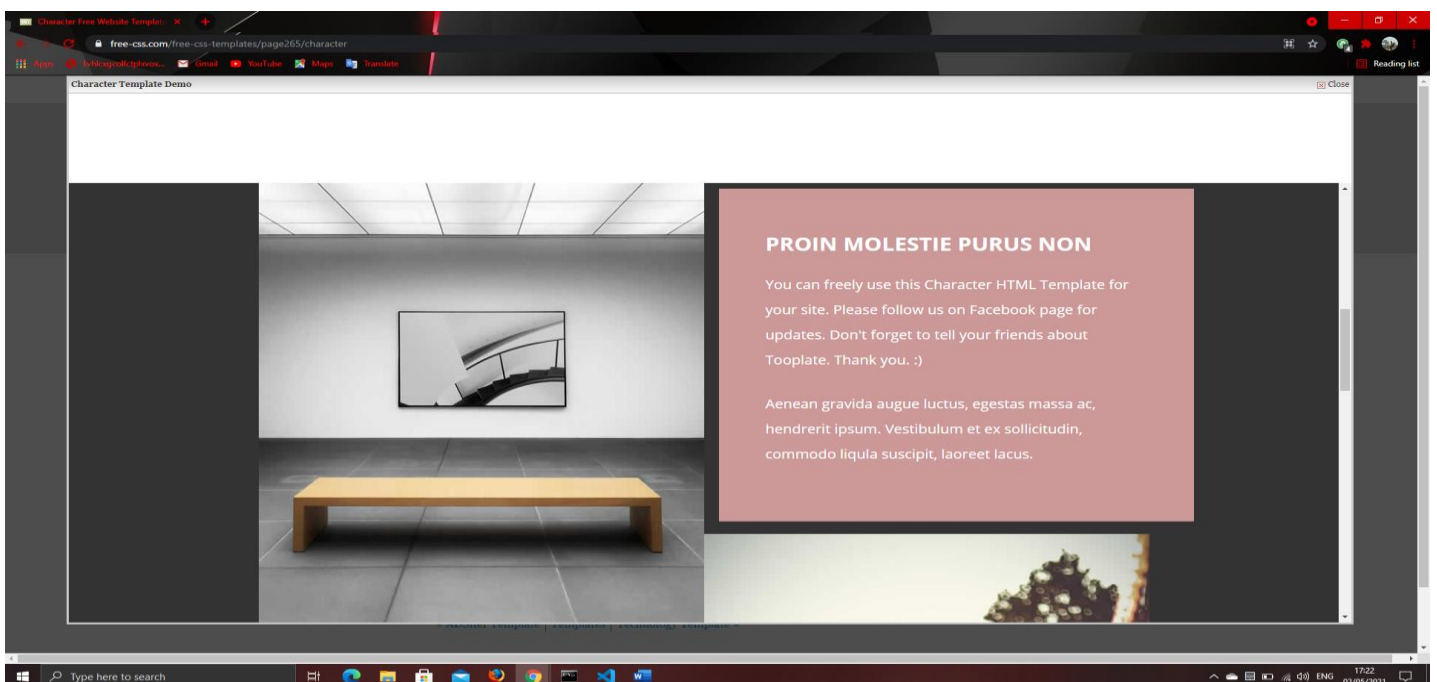 Character Free Website Templat
free-css.com/free-css-templates/page265/character
Apps
Gmail
YouTube
Maps
Translate
Reading list
Character Template Demo
Close
PROIN MOLESTIE PURUS NON
You can freely use this Character HTML Template for
your site. Please follow us on Facebook page for
updates. Don't forget to tell your friends about
Tooplate. Thank you. :)
Aenean gravida augue luctus, egestas massa ac,
hendrerit ipsum. Vestibulum et ex sollicitudin,
commodo liqula suscipit, laoreet lacus.
Type here to search
ENG
17:22